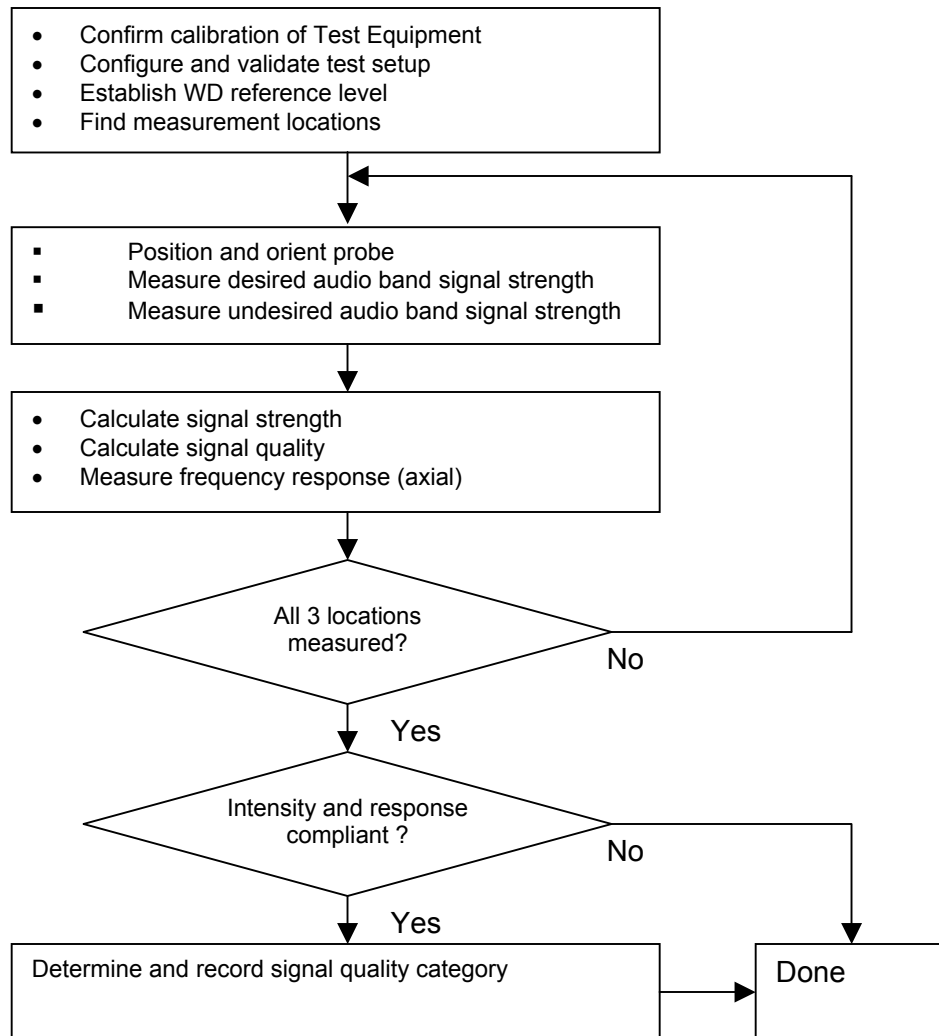 • Confirm calibration of Test Equipment
• Configure and validate test setup
• Establish WD reference level
• Find measurement locations
▪ Position and orient probe
▪ Measure desired audio band signal strength
▪ Measure undesired audio band signal strength
• Calculate signal strength
• Calculate signal quality
• Measure frequency response (axial)
All 3 locations
measured?
No
Yes
Intensity and response
compliant ?
No
Yes
Determine and record signal quality category
Done